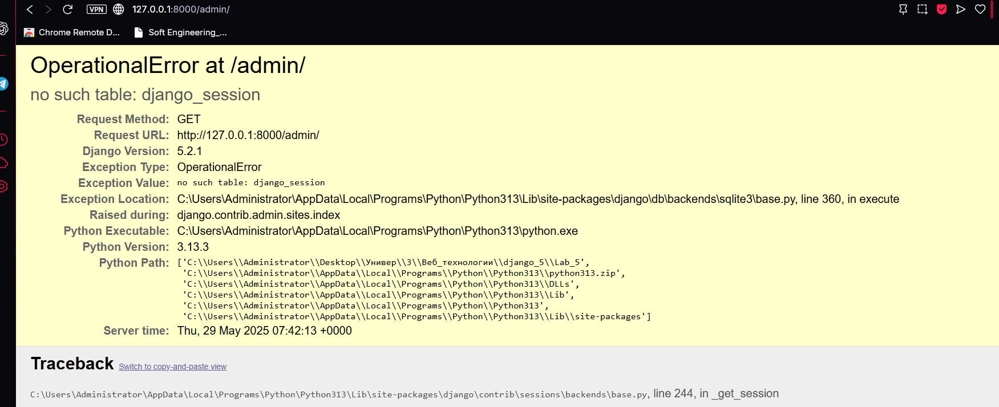 VPN 127.0.0.1:8000/admin/
Chrome Remote D... Soft Engineering_...
OperationalError at /admin/
no such table: django_session
Request Method: GET
Request URL: http://127.0.0.1:8000/admin/
Django Version: 5.2.1
Exception Type: OperationalError
Exception Value: no such table: django_session
Exception Location: C:\Users\Administrator\AppData\Local\Programs\Python\Python313\Lib\site-packages\django\db\backends\sqlite3\base.py, line 360, in execute
Raised during: django.contrib.admin.sites.index
Python Executable: C:\Users\Administrator\AppData\Local\Programs\Python\Python313\python.exe
Python Version: 3.13.3
Python Path: ['C:\\Users\\Administrator\\Desktop\\Универ\\3\\Веб_технологии\\django_5\\Lab_5',
'C:\\Users\\Administrator\\AppData\\Local\\Programs\\Python\\Python313\\python313.zip',
'C:\\Users\\Administrator\\AppData\\Local\\Programs\\Python\\Python313\\DLLs',
'C:\\Users\\Administrator\\AppData\\Local\\Programs\\Python\\Python313\\Lib',
'C:\\Users\\Administrator\\AppData\\Local\\Programs\\Python\\Python313',
'C:\\Users\\Administrator\\AppData\\Local\\Programs\\Python\\Python313\\Lib\\site-packages']
Server time: Thu, 29 May 2025 07:42:13 +0000
Traceback Switch to copy-and-paste view
C:\Users\Administrator\AppData\Local\Programs\Python\Python313\Lib\site-packages\django\contrib\sessions\backends\base.py, line 244, in _get_session